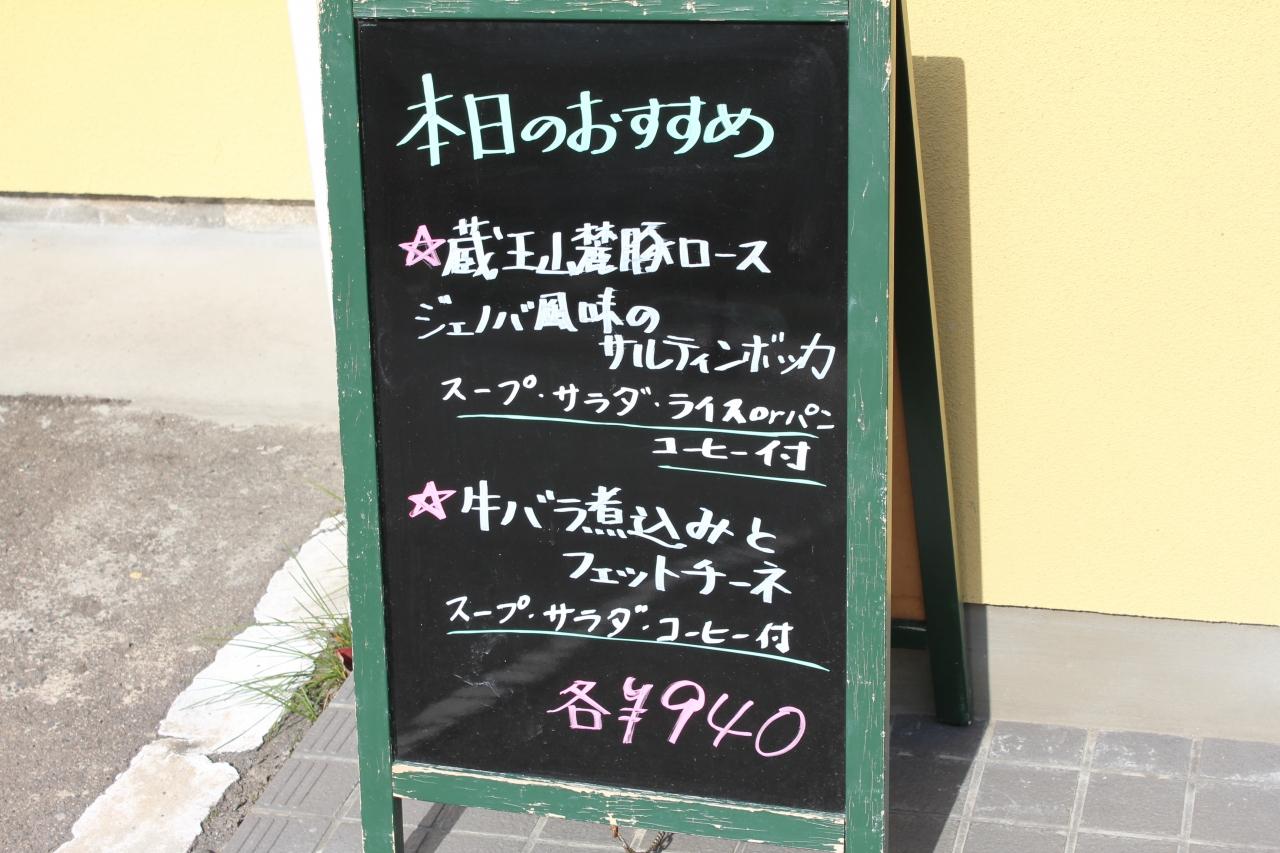 本日のおすすめ
☆蔵王山麓豚ロース
ジェノバ風味の
サルティンボッカ
スープ・サラダ・ライスorパン
コーヒー付
☆牛バラ煮込みと
フェットチーネ
スープ・サラダ・コーヒー付
各¥940